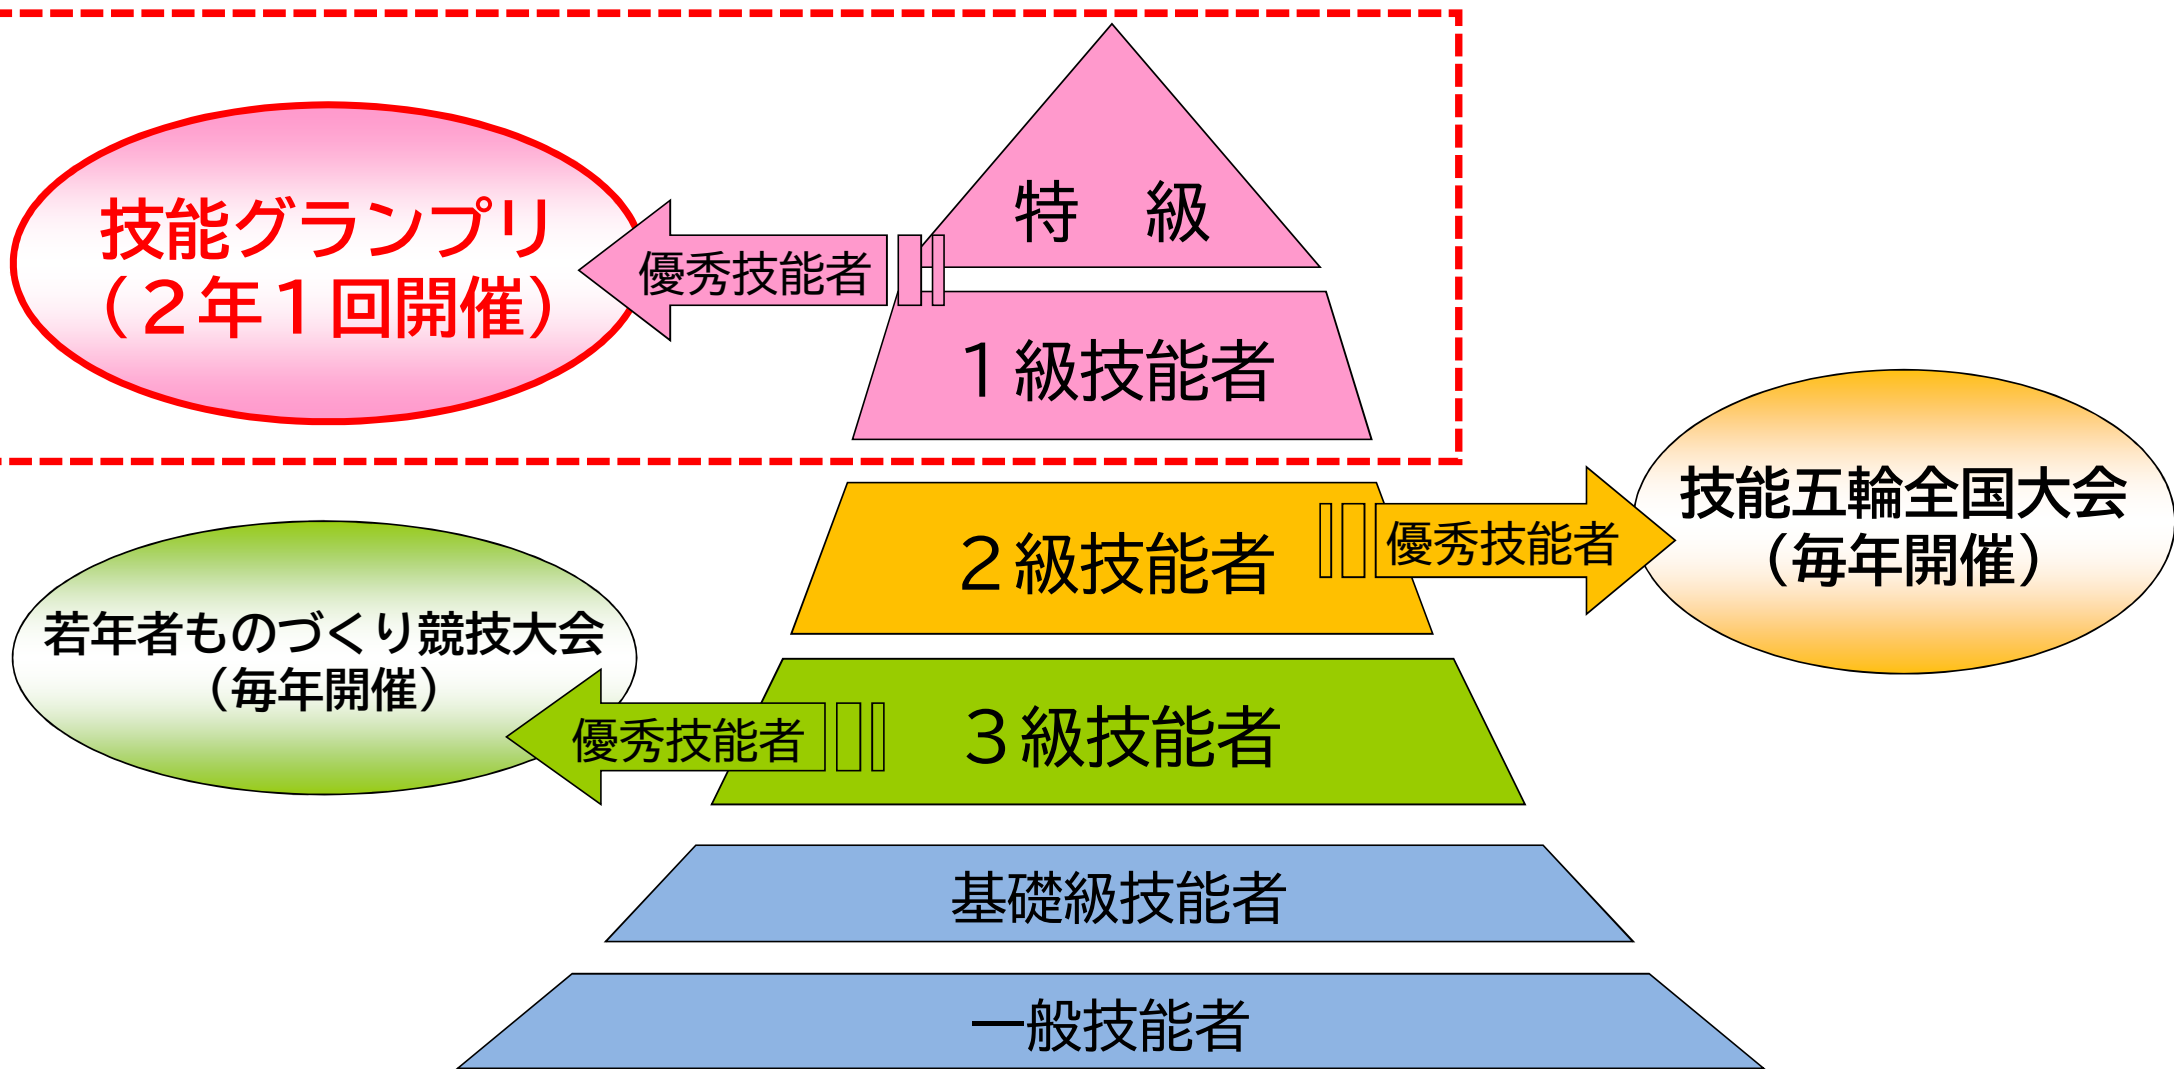 特　級
技能グランプリ
（２年１回開催）
優秀技能者
１級技能者
技能五輪全国大会
（毎年開催）
２級技能者
優秀技能者
若年者ものづくり競技大会
（毎年開催）
優秀技能者
３級技能者
基礎級技能者
一般技能者